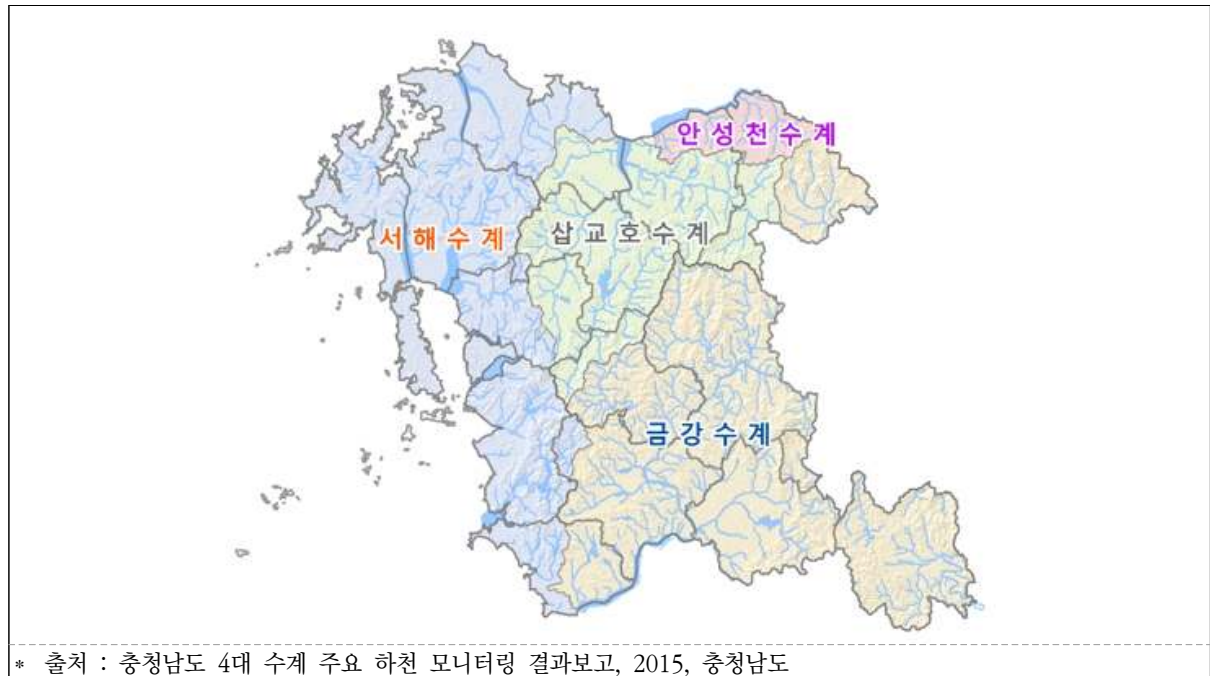 안성천수계
서해수계
삽교호수계
금강수계
* 출처 : 충청남도 4대 수계 주요 하천 모니터링 결과보고, 2015, 충청남도